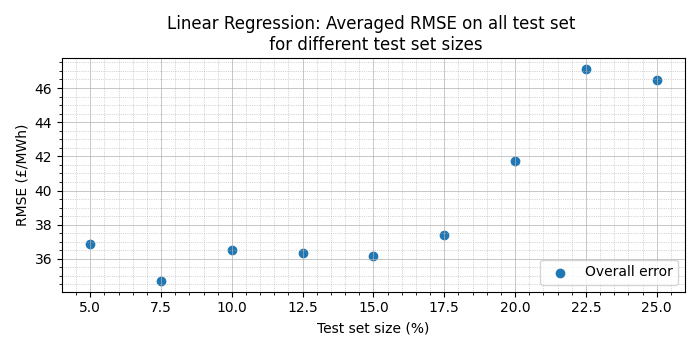 Linear Regression: Averaged RMSE on all test set
for different test set sizes
RMSE (£/MWh)
46
44
42
40
38
36
Overall error
5.0 7.5 10.0 12.5 15.0 17.5 20.0 22.5 25.0
Test set size (%)